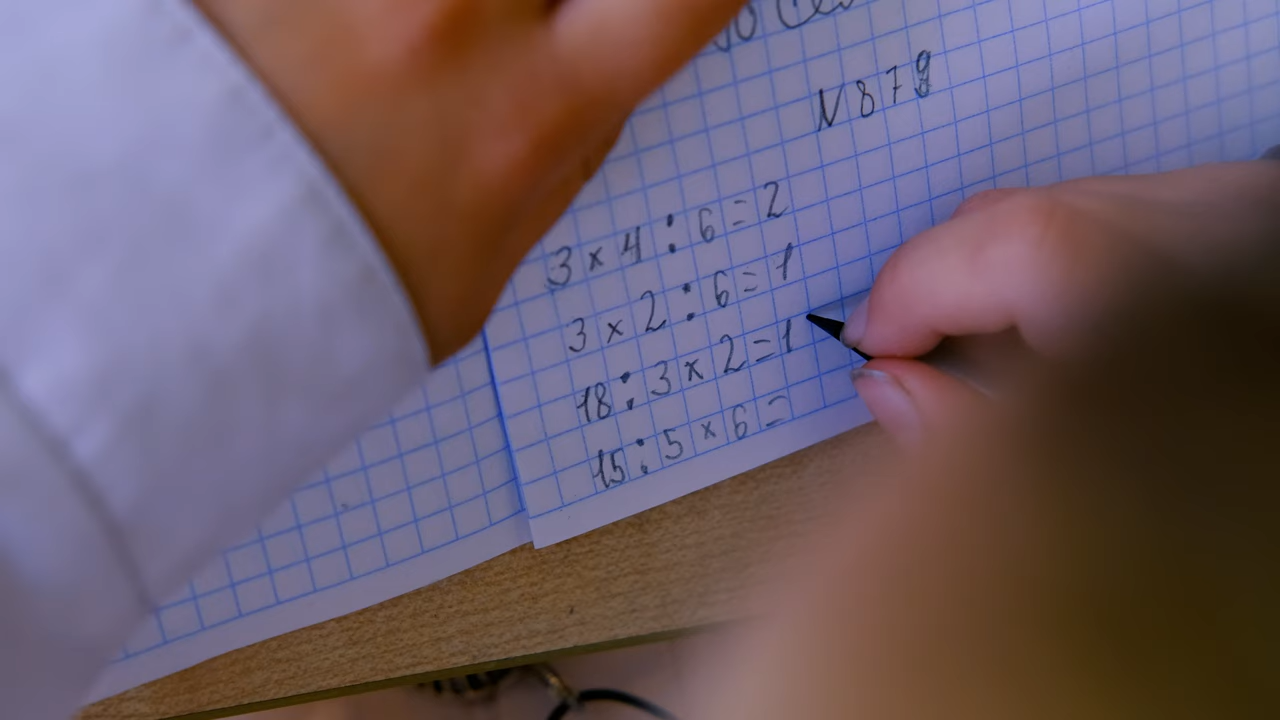 N 879
3 × 4 : 6 = 2
3 × 2 : 6 = 1
18 : 3 × 2 = 1
15 : 5 × 6 =